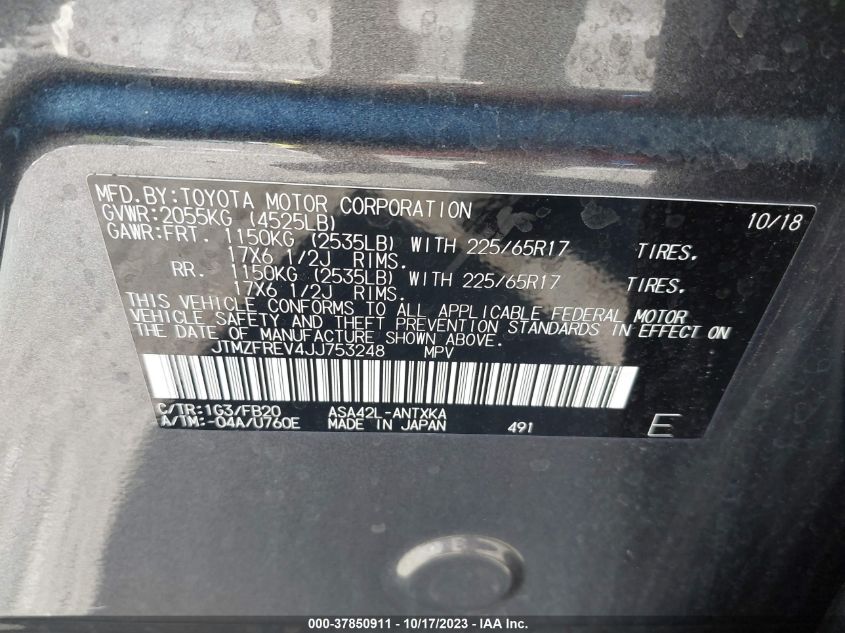 MFD.BY:TOYOTA MOTOR CORPORATION 10/18
GVWR:2055KG (4525LB)
GAWR:FRT. 1150KG (2535LB) WITH 225/65R17 TIRES.
17X6 1/2J RIMS.
RR. 1150KG (2535LB) WITH 225/65R17 TIRES.
17X6 1/2J RIMS.
THIS VEHICLE CONFORMS TO ALL APPLICABLE FEDERAL MOTOR
VEHICLE SAFETY AND THEFT PREVENTION STANDARDS IN EFFECT ON
THE DATE OF MANUFACTURE SHOWN ABOVE.
JTMZFREV4JJ753248 MPV
C/TR:1G3/FB20 ASA42L-ANTXKA
A/TM:-04A/U760E MADE IN JAPAN 491 E
000-37850911 - 10/17/2023 - © IAA, Inc.